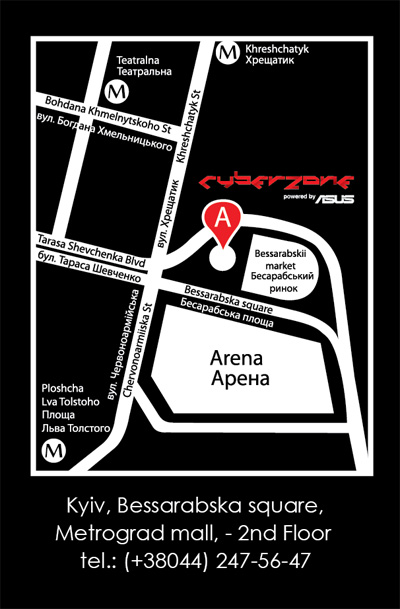 Khreshchatyk
Хрещатик
M
Teatralna
Театральна
M
Bohdana Khmelnytskoho St
вул. Богдана Хмельницького
Khreshchatyk St
вул. Хрещатик
CYBERZONE
powered by ASUS
A
Tarasa Shevchenka Blvd
бул. Тараса Шевченко
Bessarabskii
market
Бесарабський
ринок
Bessarabska square
Бесарабська площа
вул. Червоноармійська
Chervonoarmiiska St
Arena
Арена
Ploshcha
Lva Tolstoho
Площа
Льва Толстого
M
Kyiv, Bessarabska square,
Metrograd mall, - 2nd Floor
tel.: (+38044) 247-56-47